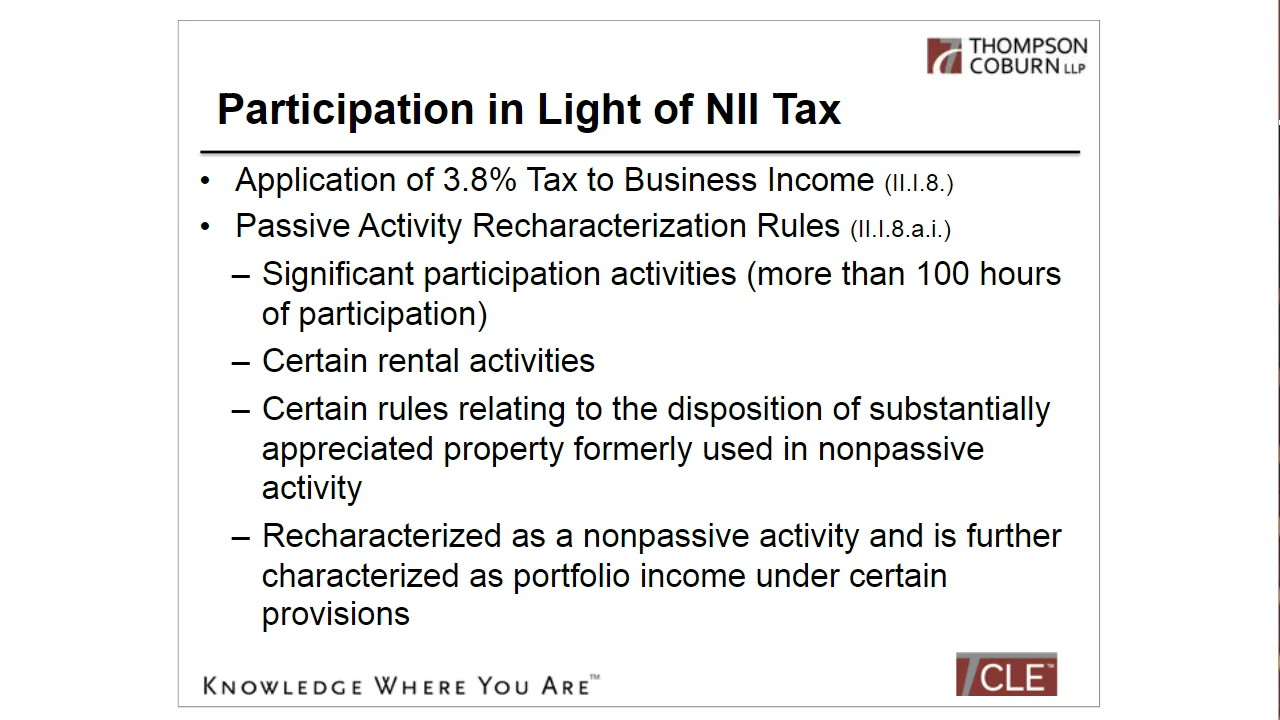 THOMPSON
COBURN LLP
Participation in Light of NII Tax
• Application of 3.8% Tax to Business Income (II.I.8.)
• Passive Activity Recharacterization Rules (II.I.8.a.i.)
– Significant participation activities (more than 100 hours
of participation)
– Certain rental activities
– Certain rules relating to the disposition of substantially
appreciated property formerly used in nonpassive
activity
– Recharacterized as a nonpassive activity and is further
characterized as portfolio income under certain
provisions
KNOWLEDGE WHERE YOU ARE™
TCLE™